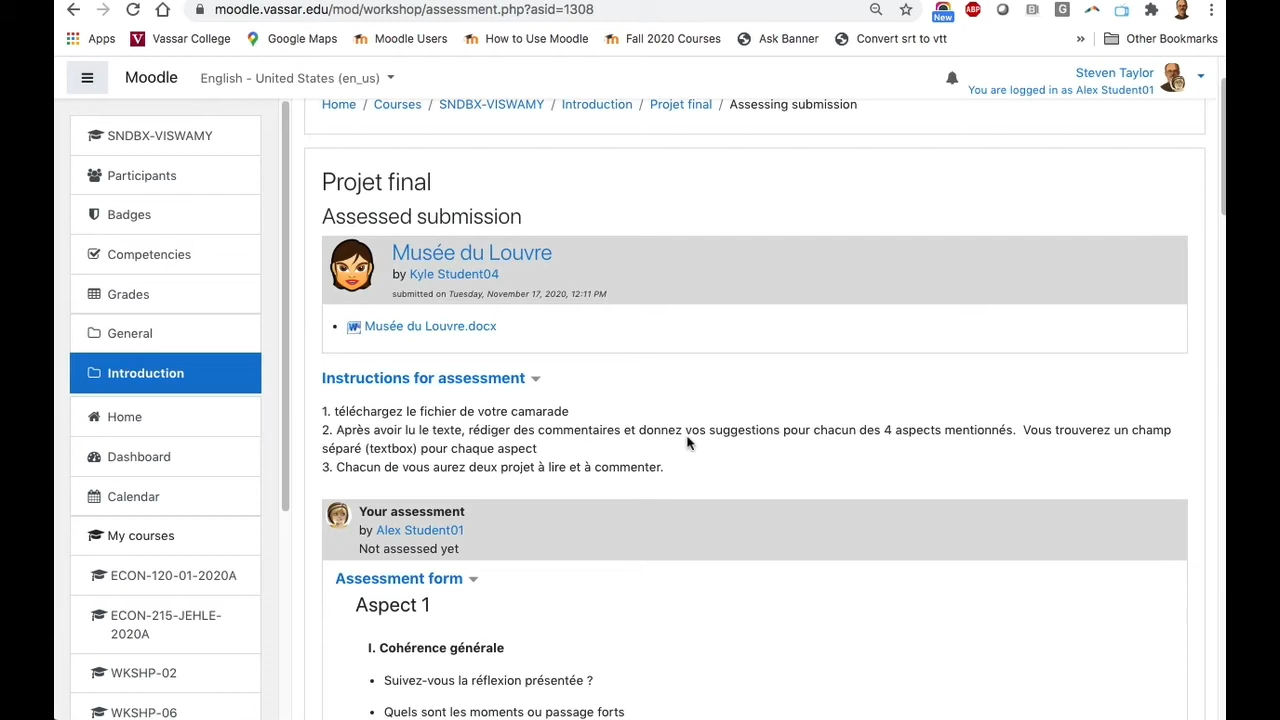 moodle.vassar.edu/mod/workshop/assessment.php?asid=1308
New
ABP
G
Apps
Vassar College
Google Maps
Moodle Users
How to Use Moodle
Fall 2020 Courses
Ask Banner
Convert srt to vtt
»
Other Bookmarks
Moodle
English - United States (en_us)
Steven Taylor
You are logged in as Alex Student01
Home / Courses / SNDBX-VISWAMY / Introduction / Projet final / Assessing submission
SNDBX-VISWAMY
Participants
Badges
Competencies
Grades
General
Introduction
Home
Dashboard
Calendar
My courses
ECON-120-01-2020A
ECON-215-JEHLE-
2020A
WKSHP-02
WKSHP-06
Projet final
Assessed submission
Musée du Louvre
by Kyle Student04
submitted on Tuesday, November 17, 2020, 12:11 PM
• Musée du Louvre.docx
Instructions for assessment
1. téléchargez le fichier de votre camarade
2. Après avoir lu le texte, rédiger des commentaires et donnez vos suggestions pour chacun des 4 aspects mentionnés. Vous trouverez un champ
séparé (textbox) pour chaque aspect
3. Chacun de vous aurez deux projet à lire et à commenter.
Your assessment
by Alex Student01
Not assessed yet
Assessment form
Aspect 1
I. Cohérence générale
• Suivez-vous la réflexion présentée ?
• Quels sont les moments ou passage forts